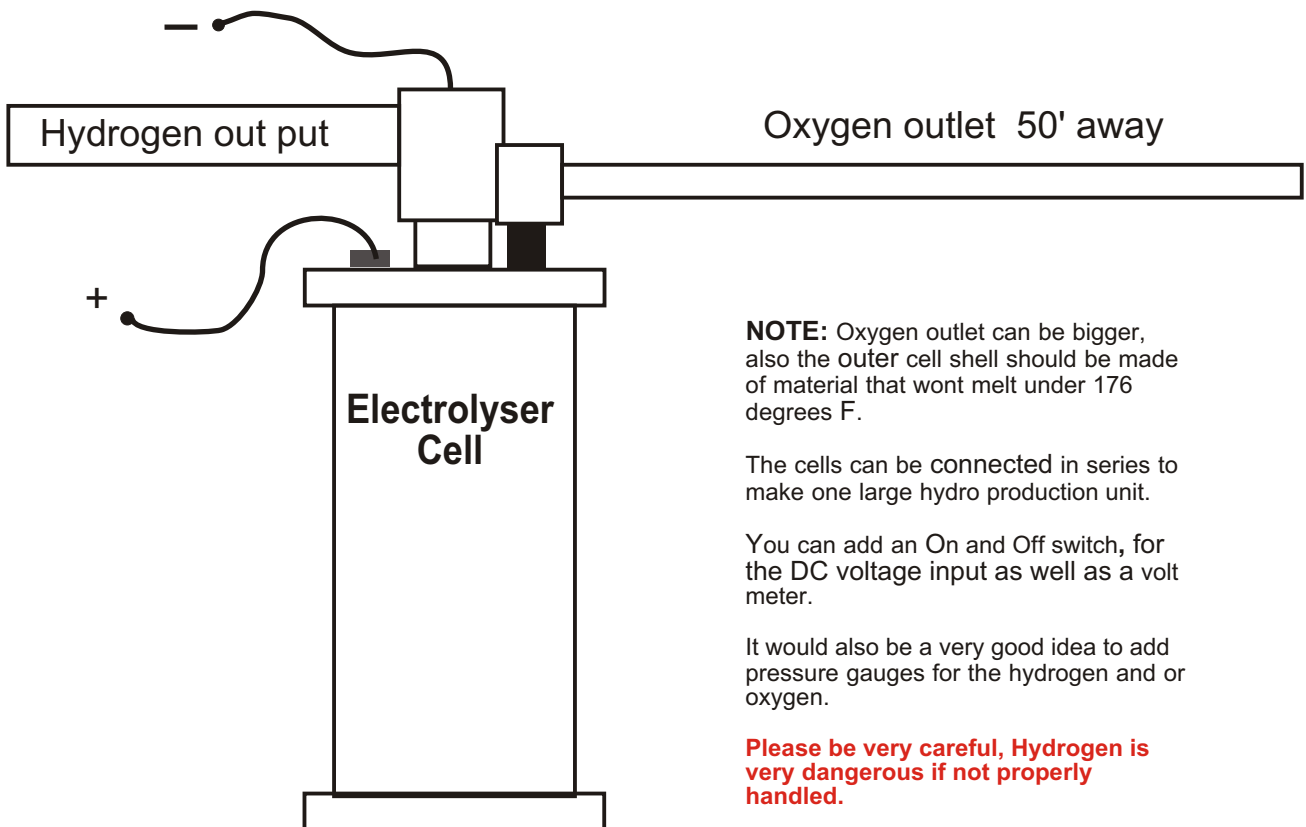 −
Hydrogen out put
Oxygen outlet 50' away
+
Electrolyser
Cell
NOTE: Oxygen outlet can be bigger,
also the outer cell shell should be made
of material that wont melt under 176
degrees F.
The cells can be connected in series to
make one large hydro production unit.
You can add an On and Off switch, for
the DC voltage input as well as a volt
meter.
It would also be a very good idea to add
pressure gauges for the hydrogen and or
oxygen.
Please be very careful, Hydrogen is
very dangerous if not properly
handled.